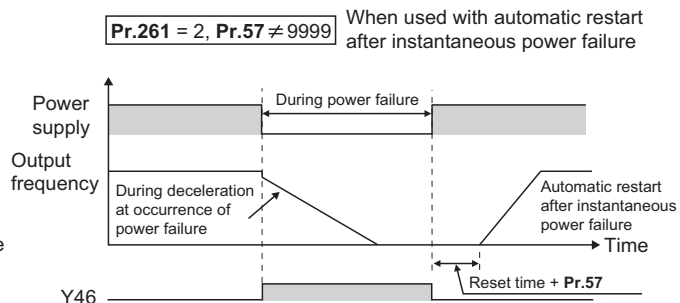 Pr.261 = 2, Pr.57 ≠ 9999
When used with automatic restart
after instantaneous power failure
Power
supply
During power failure
Output
frequency
During deceleration
at occurrence of
power failure
Automatic restart
after instantaneous
power failure
Time
e
Reset time + Pr.57
Y46